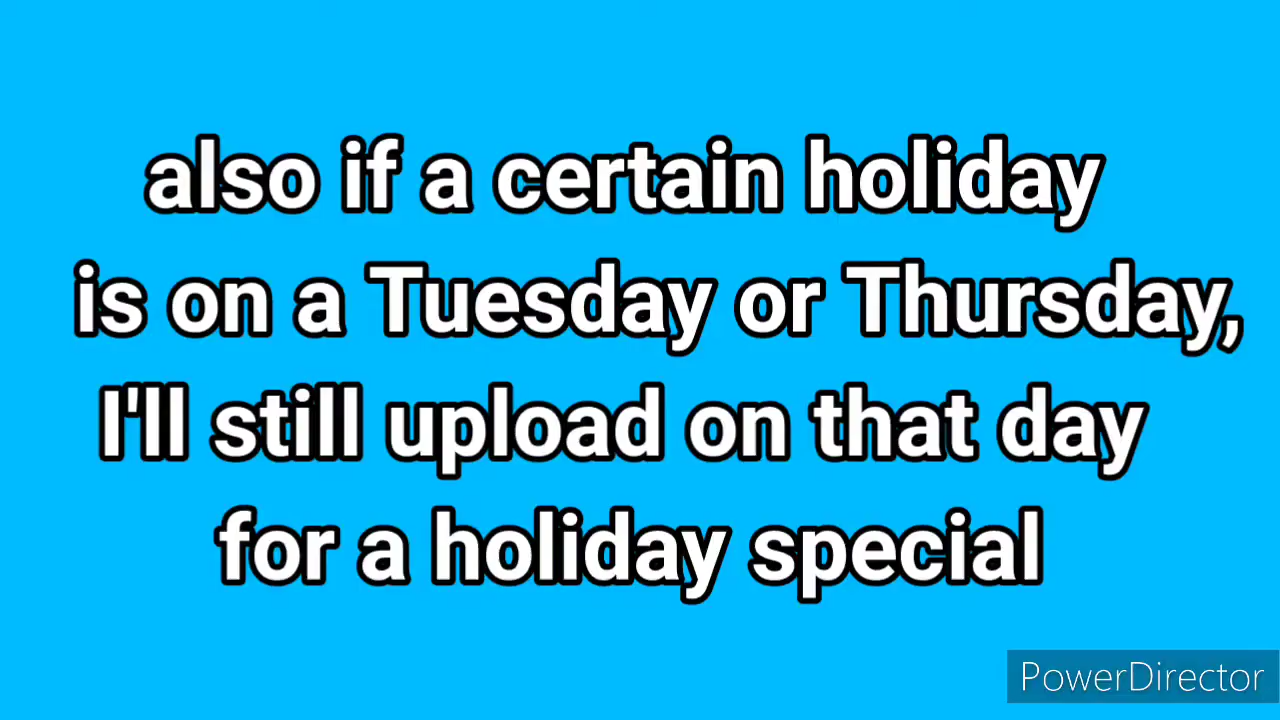 also if a certain holiday
is on a Tuesday or Thursday,
I'll still upload on that day
for a holiday special
PowerDirector